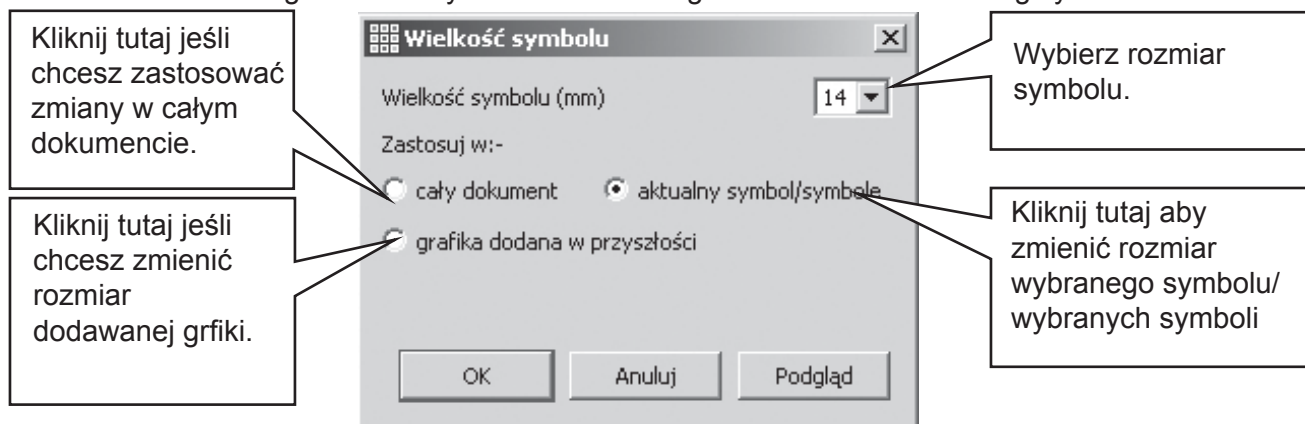 Kliknij tutaj jeśli
chcesz zastosować
zmiany w całym
dokumencie.
Kliknij tutaj jeśli
chcesz zmienić
rozmiar
dodawanej grfiki.
Wielkość symbolu
Wielkość symbolu (mm)
14
Zastosuj w:-
cały dokument
aktualny symbol/symbole
grafika dodana w przyszłości
OK
Anuluj
Podgląd
Wybierz rozmiar
symbolu.
Kliknij tutaj aby
zmienić rozmiar
wybranego symbolu/
wybranych symboli